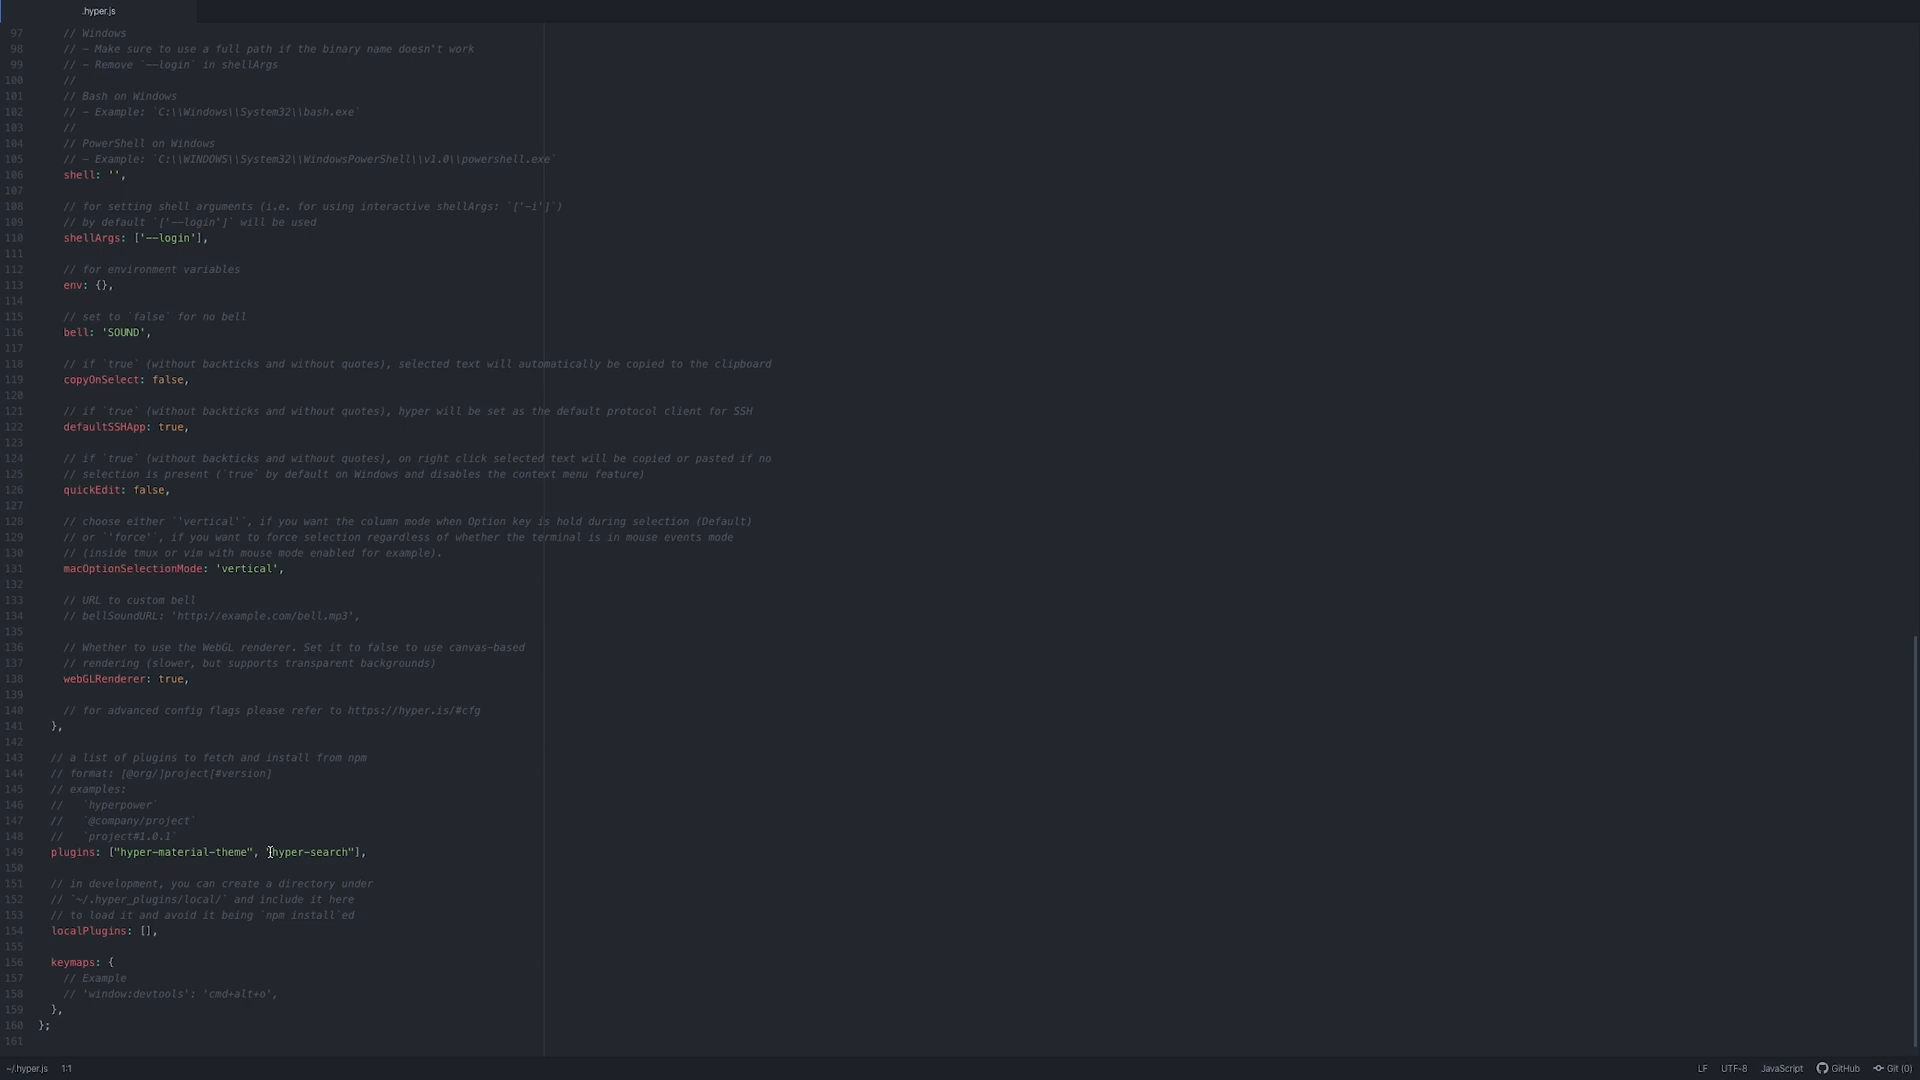 .hyper.js
97 // Windows
98 // - Make sure to use a full path if the binary name doesn't work
99 // - Remove `--login` in shellArgs
100 //
101 // Bash on Windows
102 // - Example: `C:\\Windows\\System32\\bash.exe`
103 //
104 // PowerShell on Windows
105 // - Example: `C:\\WINDOWS\\System32\\WindowsPowerShell\\v1.0\\powershell.exe`
106 shell: '',
107
108 // for setting shell arguments (i.e. for using interactive shellArgs: `['-i']`)
109 // by default `['--login']` will be used
110 shellArgs: ['--login'],
111
112 // for environment variables
113 env: {},
114
115 // set to `false` for no bell
116 bell: 'SOUND',
117
118 // if `true` (without backticks and without quotes), selected text will automatically be copied to the clipboard
119 copyOnSelect: false,
120
121 // if `true` (without backticks and without quotes), hyper will be set as the default protocol client for SSH
122 defaultSSHApp: true,
123
124 // if `true` (without backticks and without quotes), on right click selected text will be copied or pasted if no
125 // selection is present (`true` by default on Windows and disables the context menu feature)
126 quickEdit: false,
127
128 // choose either `'vertical'`, if you want the column mode when Option key is hold during selection (Default)
129 // or `'force'`, if you want to force selection regardless of whether the terminal is in mouse events mode
130 // (inside tmux or vim with mouse mode enabled for example).
131 macOptionSelectionMode: 'vertical',
132
133 // URL to custom bell
134 // bellSoundURL: 'http://example.com/bell.mp3',
135
136 // Whether to use the WebGL renderer. Set it to false to use canvas-based
137 // rendering (slower, but supports transparent backgrounds)
138 webGLRenderer: true,
139
140 // for advanced config flags please refer to https://hyper.is/#cfg
141 },
142
143 // a list of plugins to fetch and install from npm
144 // format: [@org/]project[#version]
145 // examples:
146 // `hyperpower`
147 // `@company/project`
148 // `project#1.0.1`
149 plugins: ["hyper-material-theme", "hyper-search"],
150
151 // in development, you can create a directory under
152 // `~/.hyper_plugins/local/` and include it here
153 // to load it and avoid it being `npm install`ed
154 localPlugins: [],
155
156 keymaps: {
157 // Example
158 // 'window:devtools': 'cmd+alt+o',
159 },
160 };
161
~/.hyper.js 1:1 LF UTF-8 JavaScript GitHub Git (0)